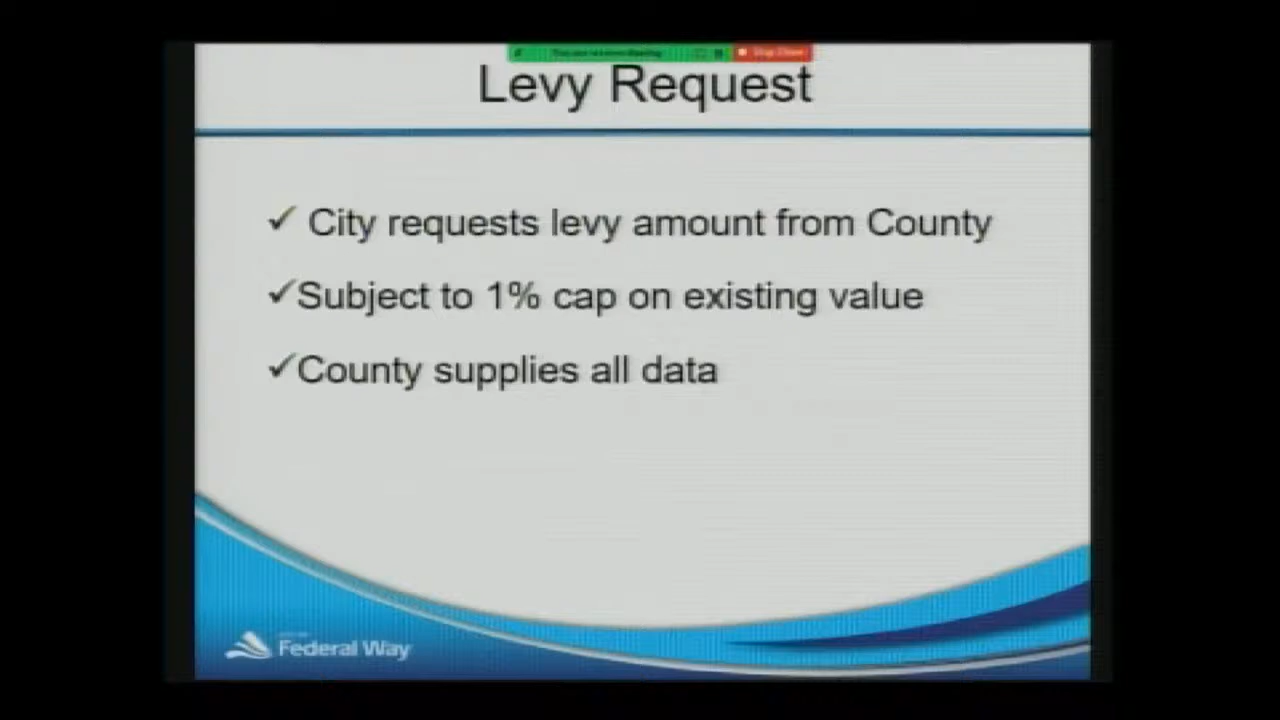 Levy Request
✓ City requests levy amount from County
✓Subject to 1% cap on existing value
✓County supplies all data
Federal Way